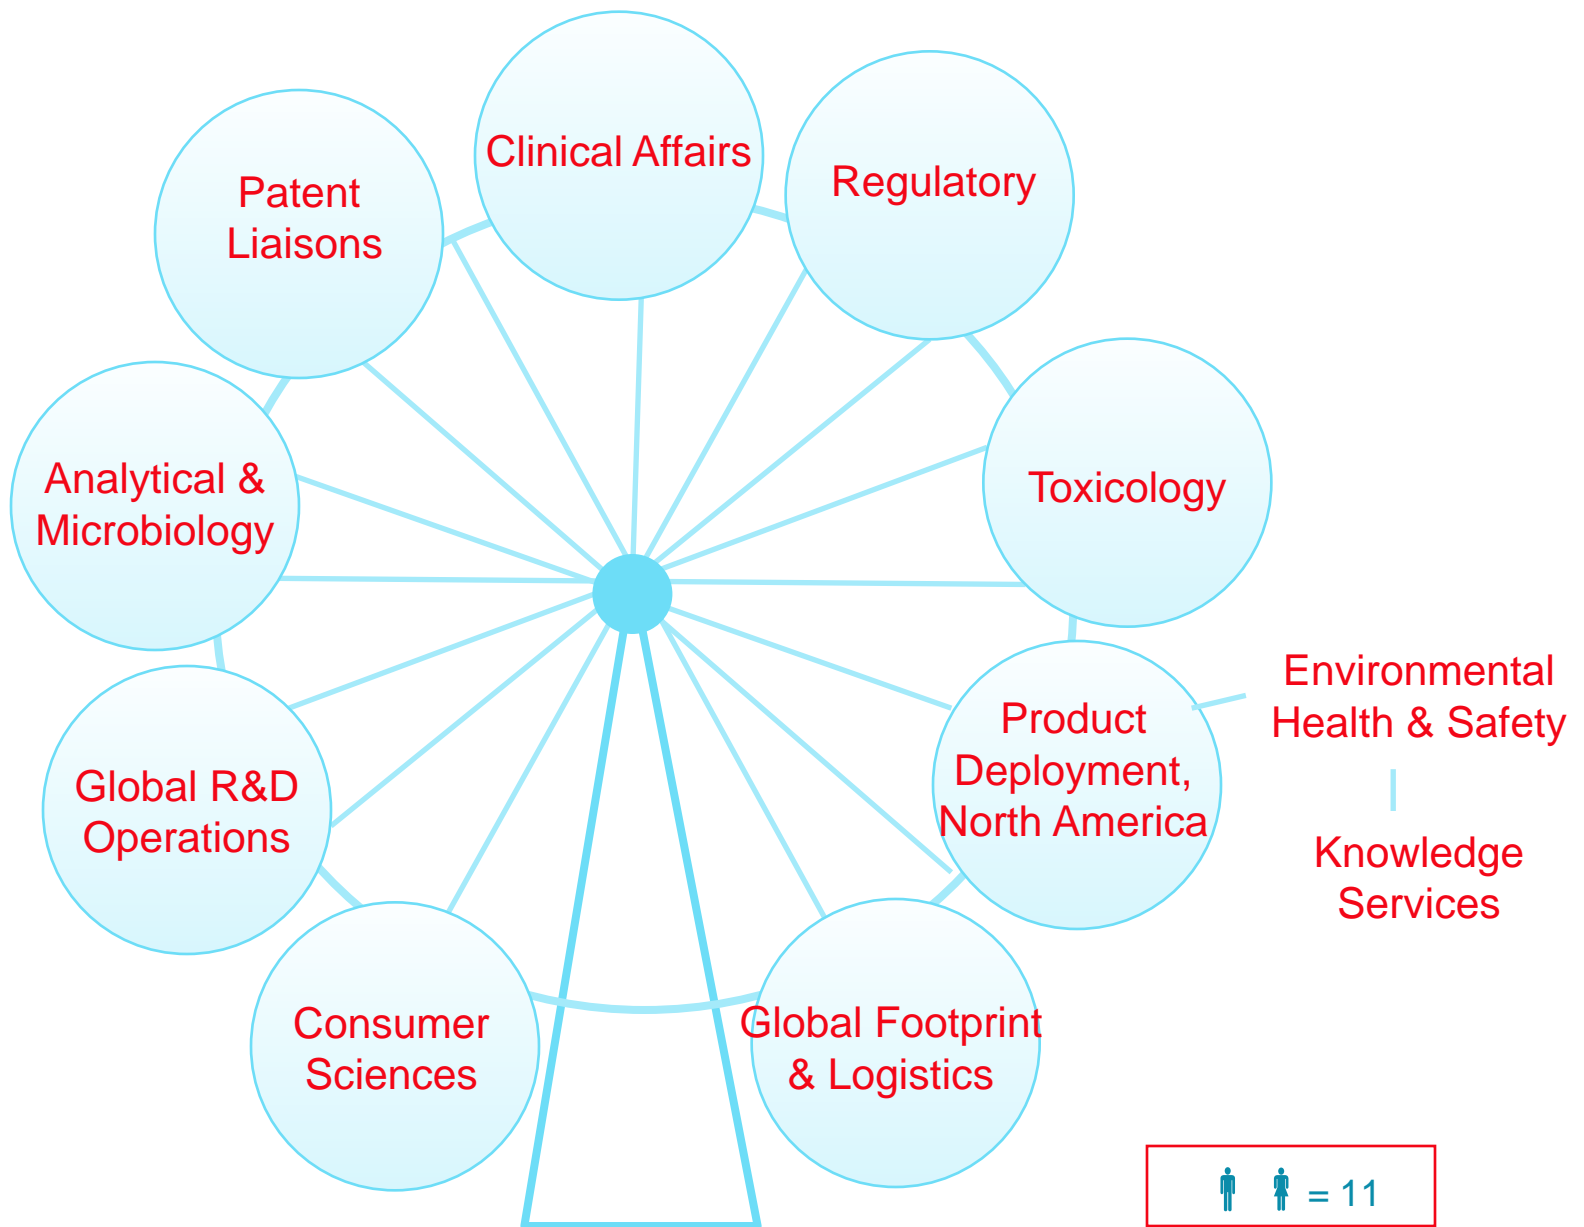 Clinical Affairs
Regulatory
Patent
Liaisons
Analytical &
Microbiology
Toxicology
Environmental
Health & Safety
Product
Deployment,
North America
Global R&D
Operations
Knowledge
Services
Consumer
Sciences
Global Footprint
& Logistics
= 11